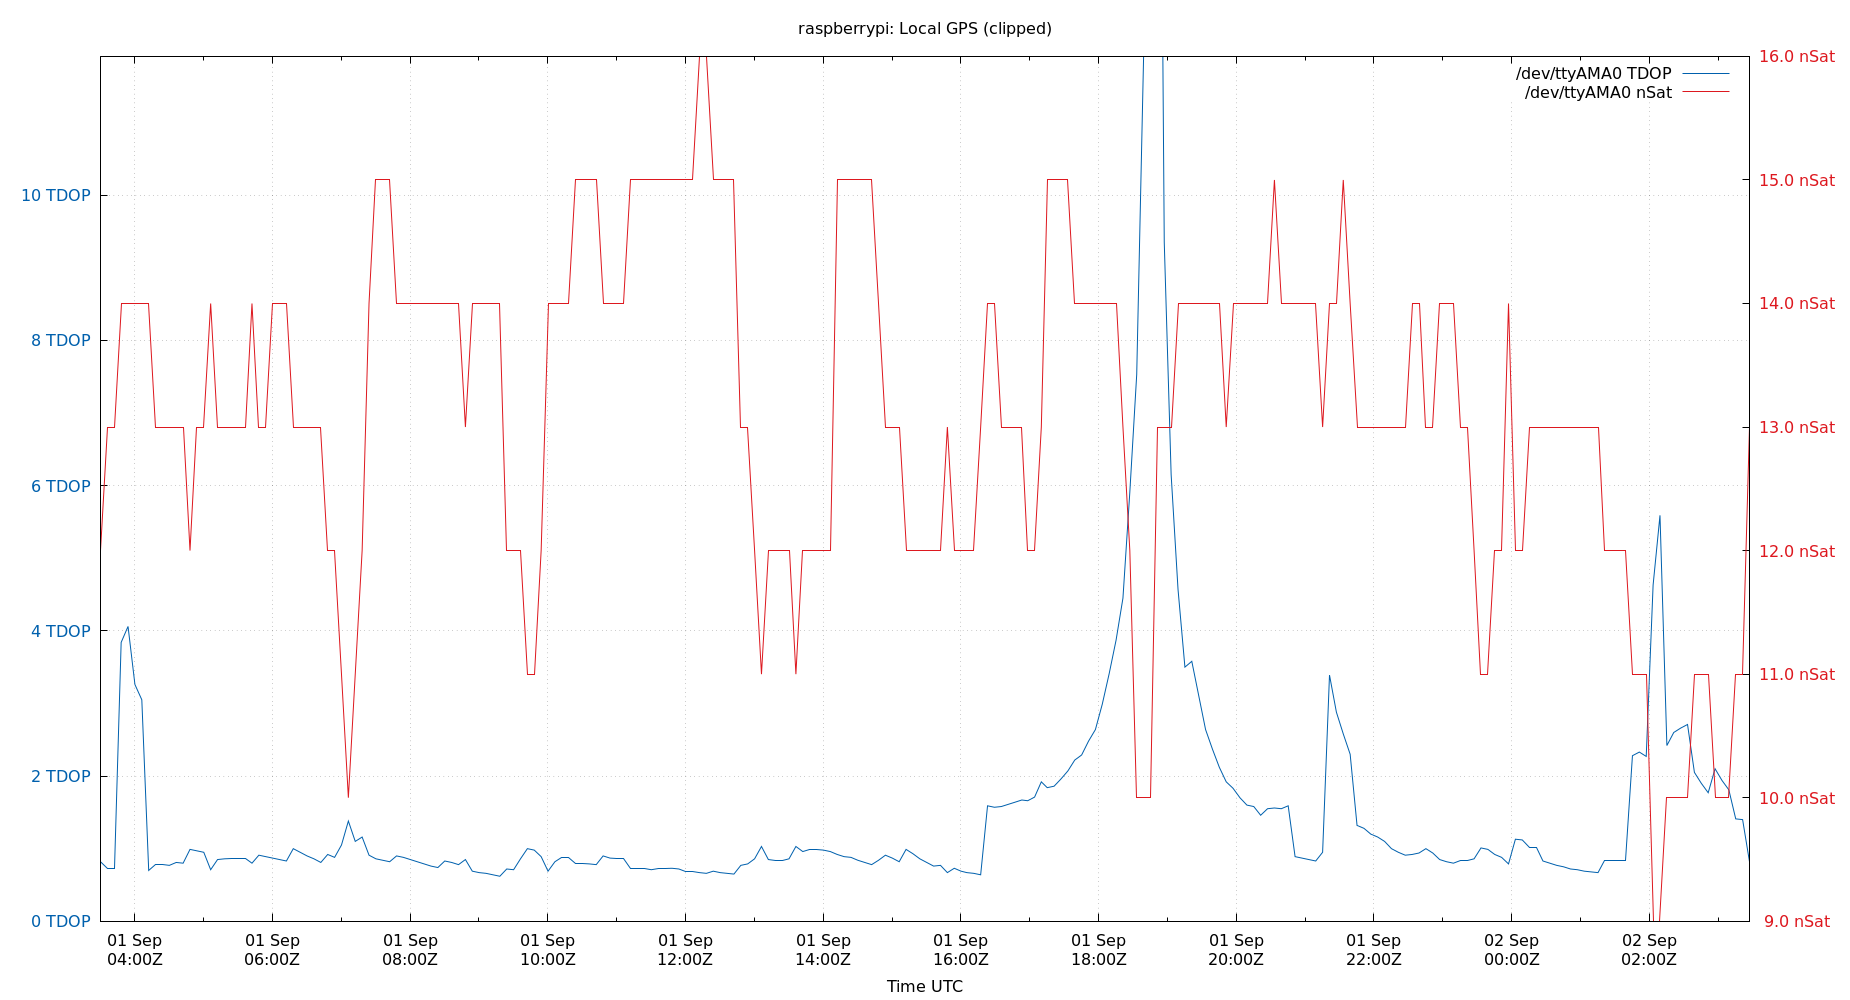 raspberrypi: Local GPS (clipped)
/dev/ttyAMA0 TDOP
/dev/ttyAMA0 nSat
10 TDOP
8 TDOP
6 TDOP
4 TDOP
2 TDOP
0 TDOP
16.0 nSat
15.0 nSat
14.0 nSat
13.0 nSat
12.0 nSat
11.0 nSat
10.0 nSat
9.0 nSat
01 Sep 01 Sep 01 Sep 01 Sep 01 Sep 01 Sep 01 Sep 01 Sep 01 Sep 01 Sep 02 Sep 02 Sep
04:00Z 06:00Z 08:00Z 10:00Z 12:00Z 14:00Z 16:00Z 18:00Z 20:00Z 22:00Z 00:00Z 02:00Z
Time UTC